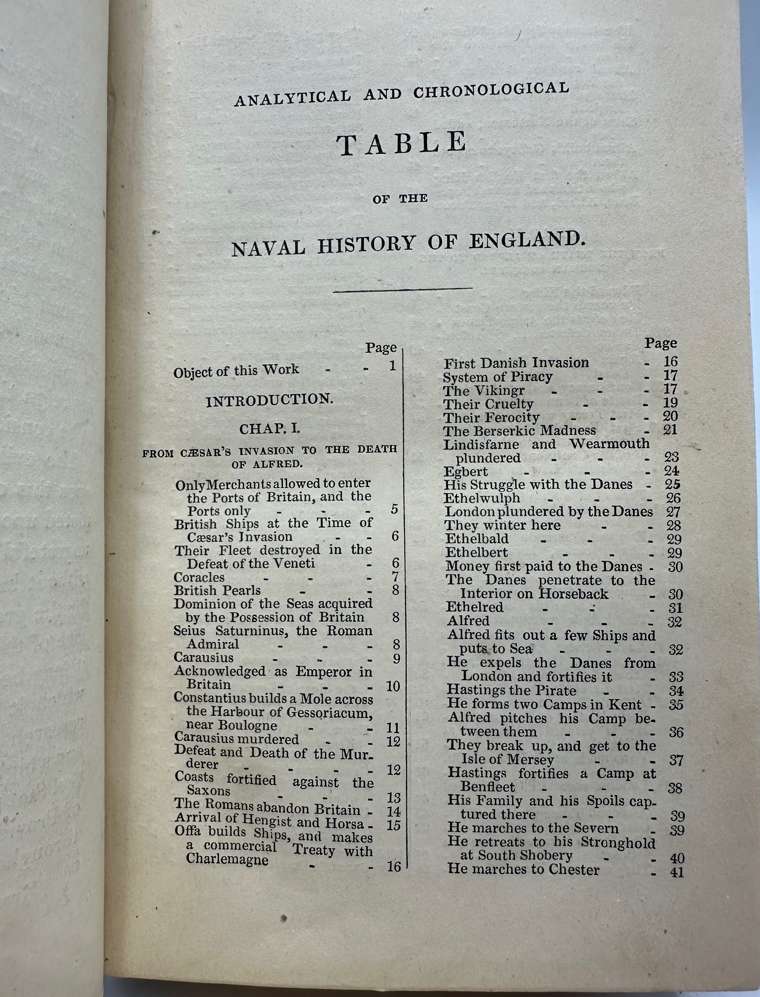 ANALYTICAL AND CHRONOLOGICAL
TABLE
OF THE
NAVAL HISTORY OF ENGLAND.
Page
Object of this Work - - 1
INTRODUCTION.
CHAP. I.
FROM CÆSAR'S INVASION TO THE DEATH
OF ALFRED.
Only Merchants allowed to enter
the Ports of Britain, and the
Ports only - - - 5
British Ships at the Time of
Cæsar's Invasion - - 6
Their Fleet destroyed in the
Defeat of the Veneti - 6
Coracles - - - 7
British Pearls - - 8
Dominion of the Seas acquired
by the Possession of Britain 8
Seius Saturninus, the Roman
Admiral - - - 8
Carausius - - - 9
Acknowledged as Emperor in
Britain - - - 10
Constantius builds a Mole across
the Harbour of Gessoriacum,
near Boulogne - - 11
Carausius murdered - - 12
Defeat and Death of the Mur-
derer - - - - 12
Coasts fortified against the
Saxons - - - 13
The Romans abandon Britain - 14
Arrival of Hengist and Horsa - 15
Offa builds Ships, and makes
a commercial Treaty with
Charlemagne - - 16
Page
First Danish Invasion - 16
System of Piracy - - 17
The Vikingr - - - 17
Their Cruelty - - 19
Their Ferocity - - - 20
The Berserkic Madness - 21
Lindisfarne and Wearmouth
plundered - - - 23
Egbert - - - 24
His Struggle with the Danes - 25
Ethelwulph - - - 26
London plundered by the Danes 27
They winter here - - 28
Ethelbald - - - 29
Ethelbert - - - 29
Money first paid to the Danes - 30
The Danes penetrate to the
Interior on Horseback - 30
Ethelred - - - 31
Alfred - - - 32
Alfred fits out a few Ships and
puts to Sea - - - 32
He expels the Danes from
London and fortifies it - 33
Hastings the Pirate - - 34
He forms two Camps in Kent - 35
Alfred pitches his Camp be-
tween them - - - 36
They break up, and get to the
Isle of Mersey - - 37
Hastings fortifies a Camp at
Benfleet - - - 38
His Family and his Spoils cap-
tured there - - - 39
He marches to the Severn - 39
He retreats to his Stronghold
at South Shobery - - 40
He marches to Chester - 41